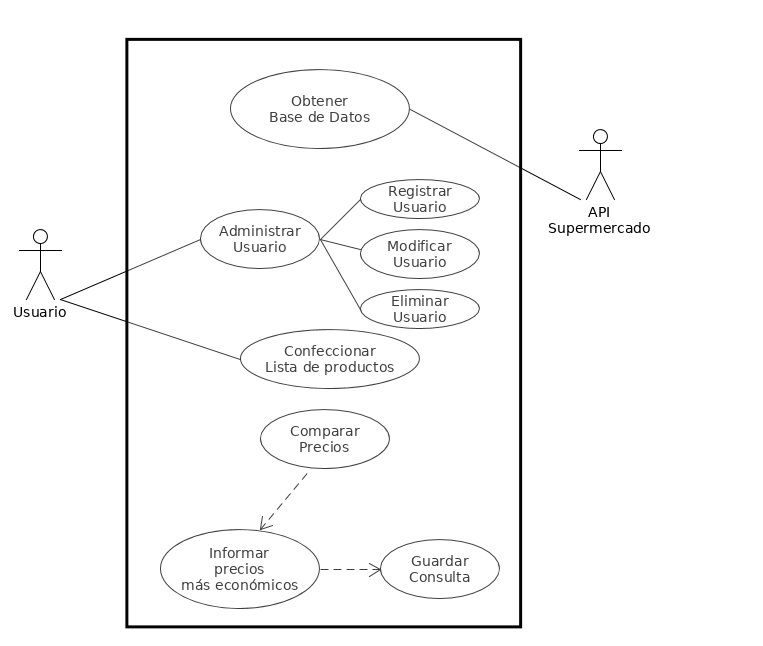 Obtener
Base de Datos
API
Supermercado
Registrar
Usuario
Administrar
Usuario
Modificar
Usuario
Eliminar
Usuario
Usuario
Confeccionar
Lista de productos
Comparar
Precios
Informar
precios
más económicos
Guardar
Consulta